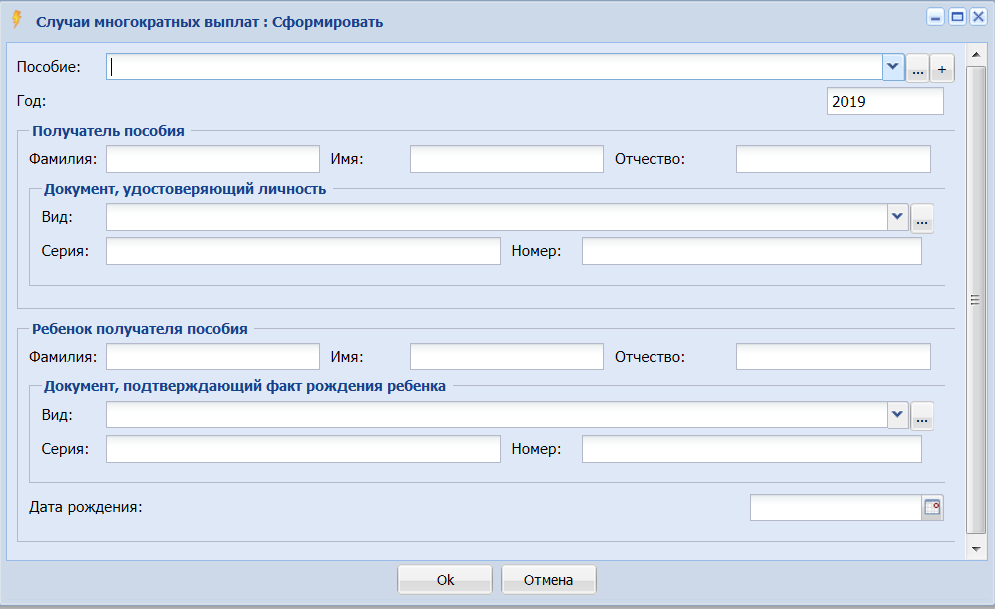 Случаи многократных выплат : Сформировать
Пособие: ... +
Год: 2019
Получатель пособия
Фамилия: Имя: Отчество:
Документ, удостоверяющий личность
Вид: ...
Серия: Номер:
Ребенок получателя пособия
Фамилия: Имя: Отчество:
Документ, подтверждающий факт рождения ребенка
Вид: ...
Серия: Номер:
Дата рождения:
Ok Отмена